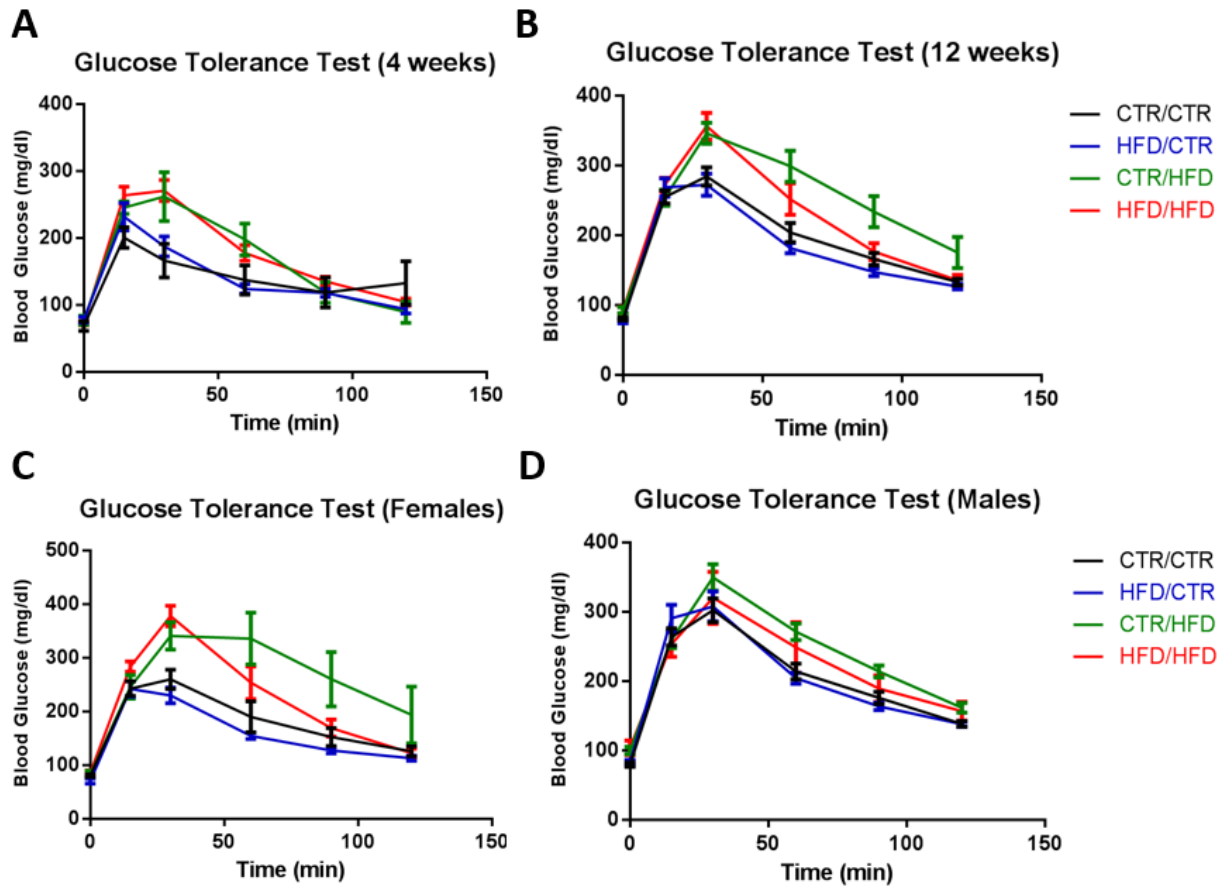 A
Glucose Tolerance Test (4 weeks)
Blood Glucose (mg/dl)
400
300
200
100
0
0
50
100
150
Time (min)
B
Glucose Tolerance Test (12 weeks)
Blood Glucose (mg/dl)
400
300
200
100
0
0
50
100
150
Time (min)
CTR/CTR
HFD/CTR
CTR/HFD
HFD/HFD
C
Glucose Tolerance Test (Females)
Blood Glucose (mg/dl)
500
400
300
200
100
0
0
50
100
150
Time (min)
D
Glucose Tolerance Test (Males)
Blood Glucose (mg/dl)
400
300
200
100
0
0
50
100
150
Time (min)
CTR/CTR
HFD/CTR
CTR/HFD
HFD/HFD